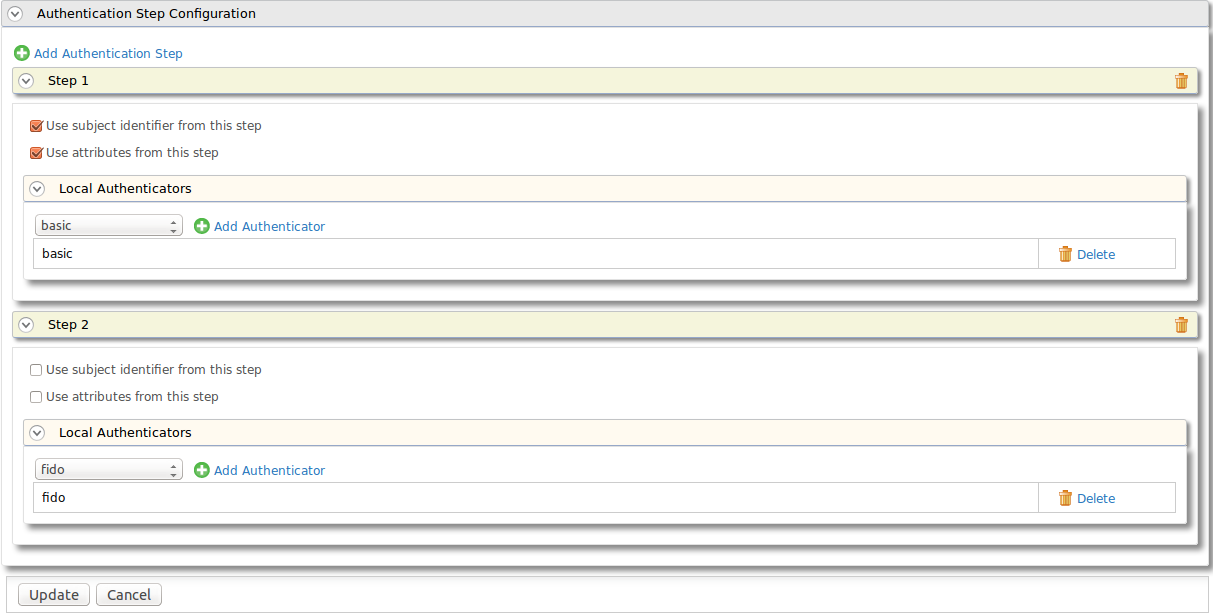 Authentication Step Configuration
Add Authentication Step
Step 1
Use subject identifier from this step
Use attributes from this step
Local Authenticators
basic Add Authenticator
basic Delete
Step 2
Use subject identifier from this step
Use attributes from this step
Local Authenticators
fido Add Authenticator
fido Delete
Update Cancel